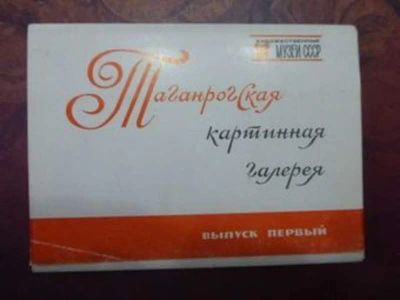 ХУДОЖЕСТВЕННЫЕ
МУЗЕИ СССР
Таганрогская
картинная
галерея
ВЫПУСК ПЕРВЫЙ